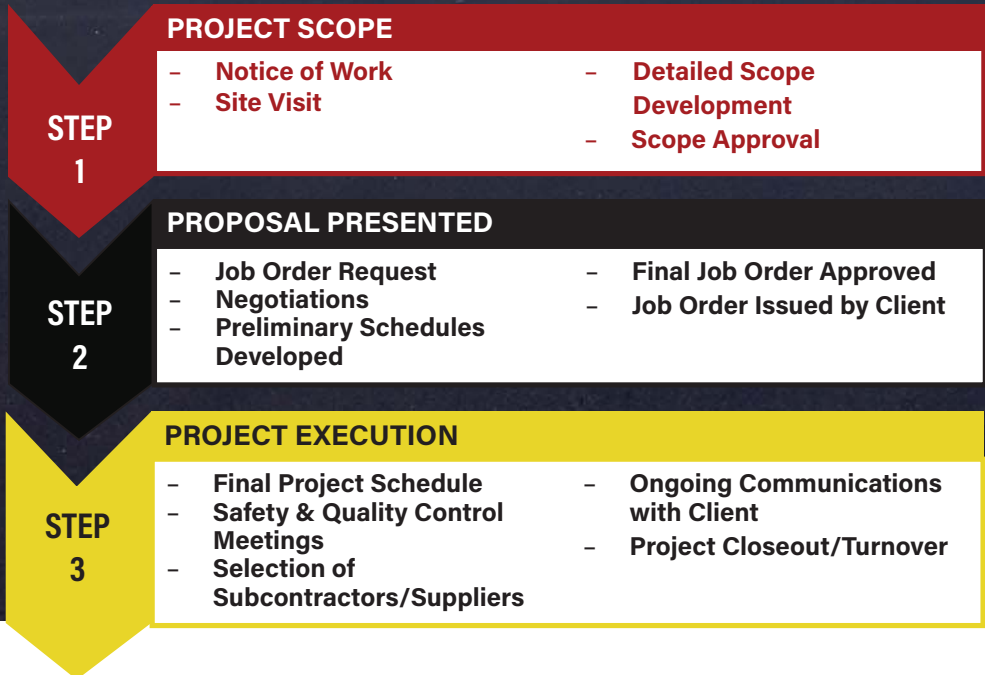 PROJECT SCOPE
STEP
1
– Notice of Work
– Site Visit
– Detailed Scope
Development
– Scope Approval
PROPOSAL PRESENTED
STEP
2
– Job Order Request
– Negotiations
– Preliminary Schedules
Developed
– Final Job Order Approved
– Job Order Issued by Client
PROJECT EXECUTION
STEP
3
– Final Project Schedule
– Safety & Quality Control
Meetings
– Selection of
Subcontractors/Suppliers
– Ongoing Communications
with Client
– Project Closeout/Turnover